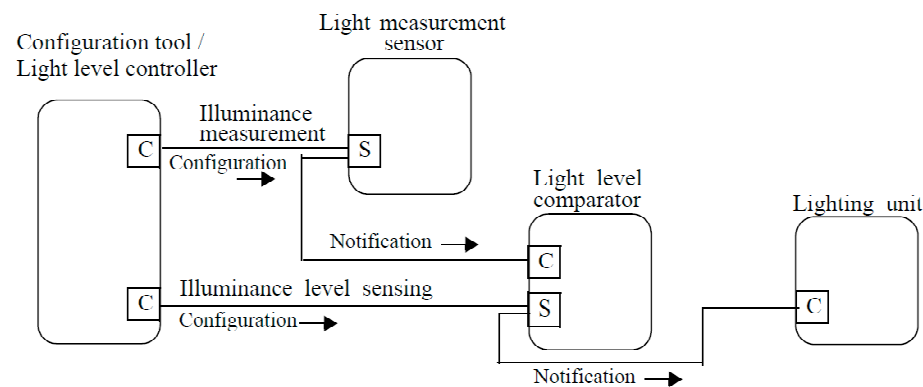 Light measurement
sensor
Configuration tool /
Light level controller
Illuminance
measurement
C
S
Configuration
Light level
comparator
Lighting unit
Notification
C
C
Illuminance level sensing
S
C
Configuration
Notification